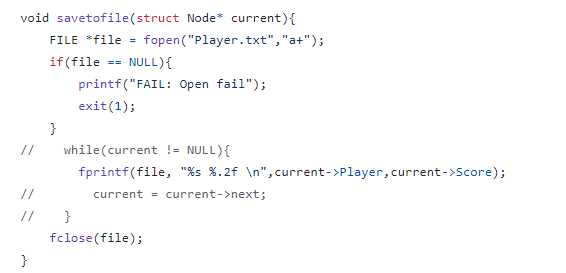 void savetofile(struct Node* current){
    FILE *file = fopen("Player.txt","a+");
    if(file == NULL){
        printf("FAIL: Open fail");
        exit(1);
    }
//    while(current != NULL){
        fprintf(file, "%s %.2f \n",current->Player,current->Score);
//        current = current->next;
//    }
    fclose(file);
}